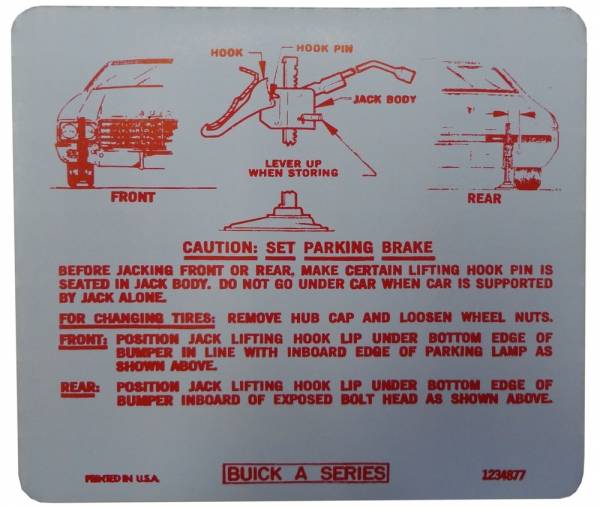 HOOK
HOOK PIN
JACK BODY
LEVER UP
WHEN STORING
FRONT
REAR
CAUTION: SET PARKING BRAKE
BEFORE JACKING FRONT OR REAR, MAKE CERTAIN LIFTING HOOK PIN IS
SEATED IN JACK BODY. DO NOT GO UNDER CAR WHEN CAR IS SUPPORTED
BY JACK ALONE.
FOR CHANGING TIRES: REMOVE HUB CAP AND LOOSEN WHEEL NUTS.
FRONT: POSITION JACK LIFTING HOOK LIP UNDER BOTTOM EDGE OF
BUMPER IN LINE WITH INBOARD EDGE OF PARKING LAMP AS
SHOWN ABOVE.
REAR: POSITION JACK LIFTING HOOK LIP UNDER BOTTOM EDGE OF
BUMPER INBOARD OF EXPOSED BOLT HEAD AS SHOWN ABOVE.
PRINTED IN U.S.A.
BUICK A SERIES
1234877